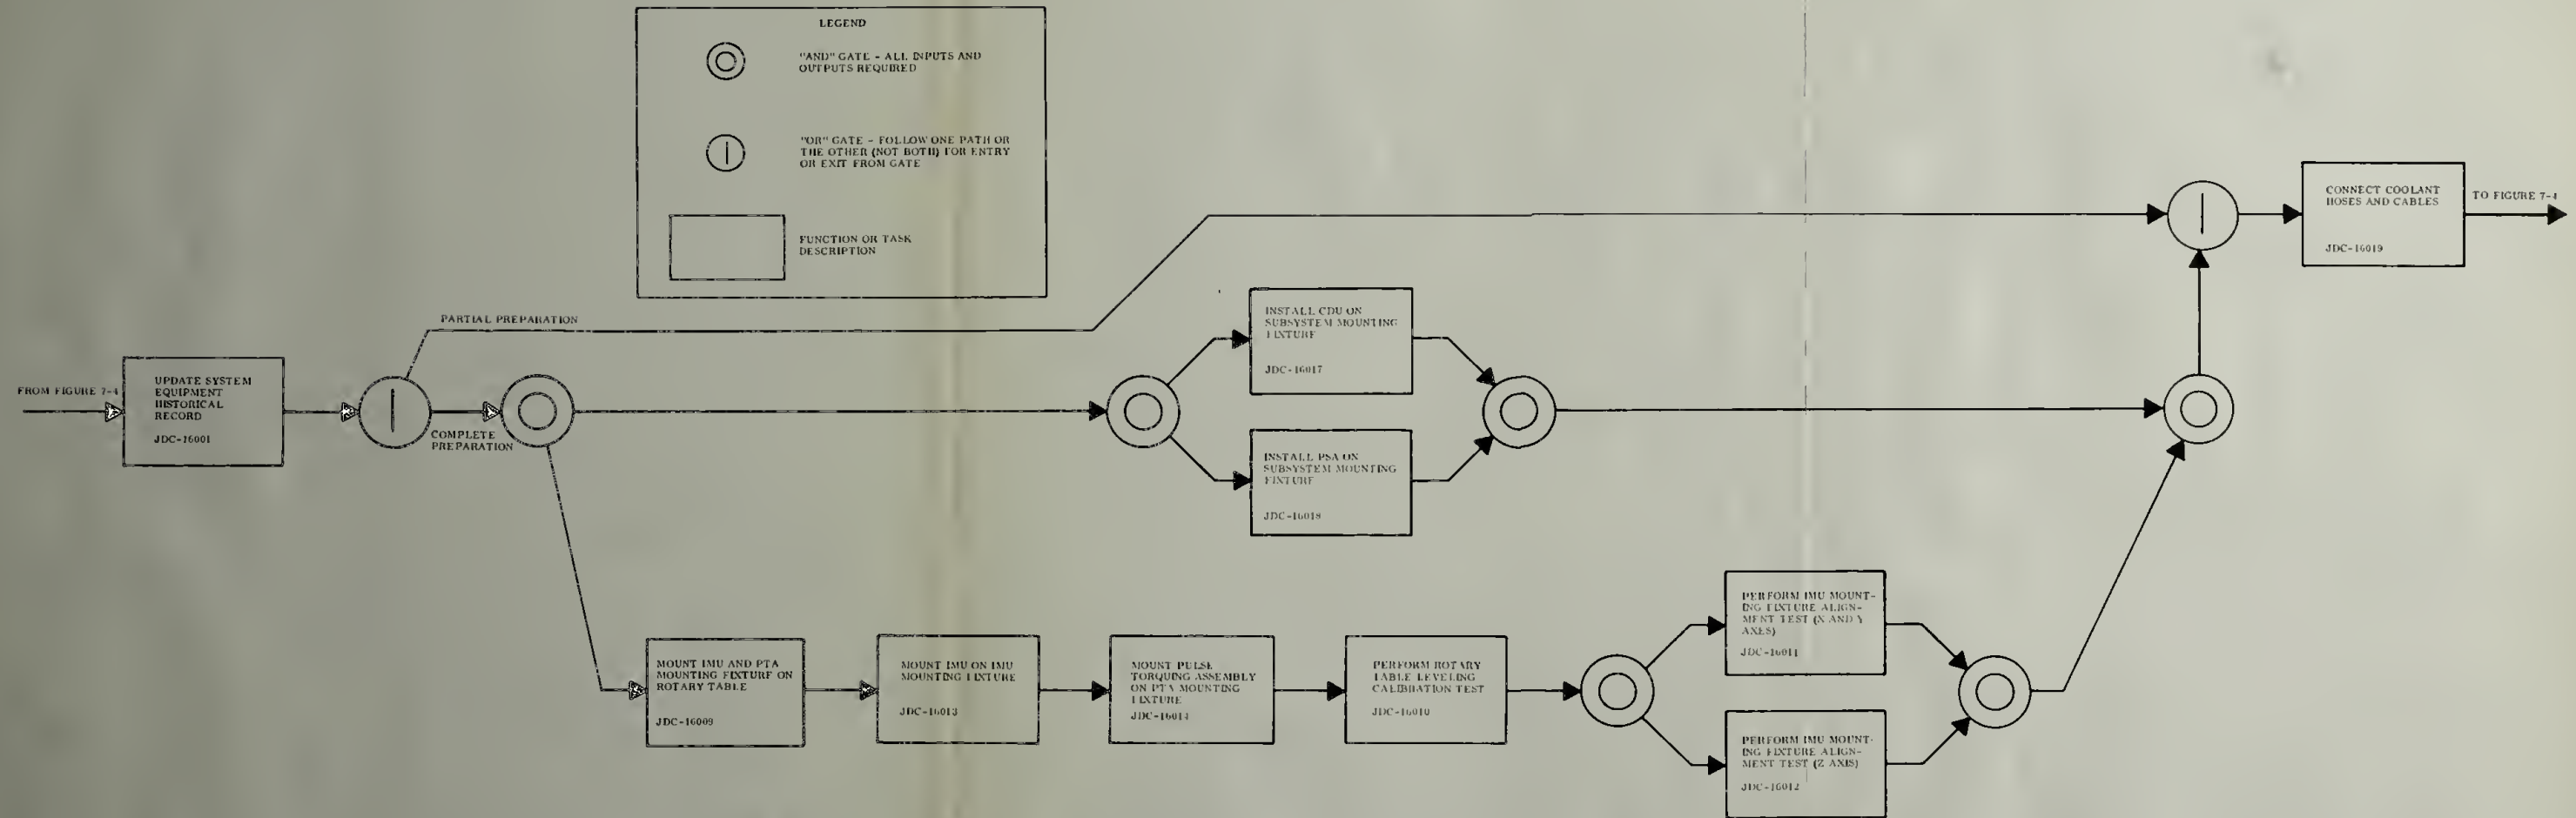 LEGEND
"AND" GATE - ALL INPUTS AND
OUTPUTS REQUIRED
"OR" GATE - FOLLOW ONE PATH OR
THE OTHER (NOT BOTH) FOR ENTRY
OR EXIT FROM GATE
FUNCTION OR TASK
DESCRIPTION
FROM FIGURE 7-4
UPDATE SYSTEM
EQUIPMENT
HISTORICAL
RECORD
JDC-16001
PARTIAL PREPARATION
COMPLETE
PREPARATION
INSTALL CDU ON
SUBSYSTEM MOUNTING
FIXTURE
JDC-16017
INSTALL PSA ON
SUBSYSTEM MOUNTING
FIXTURE
JDC-16018
CONNECT COOLANT
HOSES AND CABLES
JDC-16019
TO FIGURE 7-4
MOUNT IMU AND PTA
MOUNTING FIXTURE ON
ROTARY TABLE
JDC-16009
MOUNT IMU ON IMU
MOUNTING FIXTURE
JDC-16013
MOUNT PULSE
TORQUING ASSEMBLY
ON PTA MOUNTING
FIXTURE
JDC-16014
PERFORM ROTARY
TABLE LEVELING
CALIBRATION TEST
JDC-16010
PERFORM IMU MOUNT-
ING FIXTURE ALIGN-
MENT TEST (X AND Y
AXES)
JDC-16011
PERFORM IMU MOUNT-
ING FIXTURE ALIGN-
MENT TEST (Z AXIS)
JDC-16012